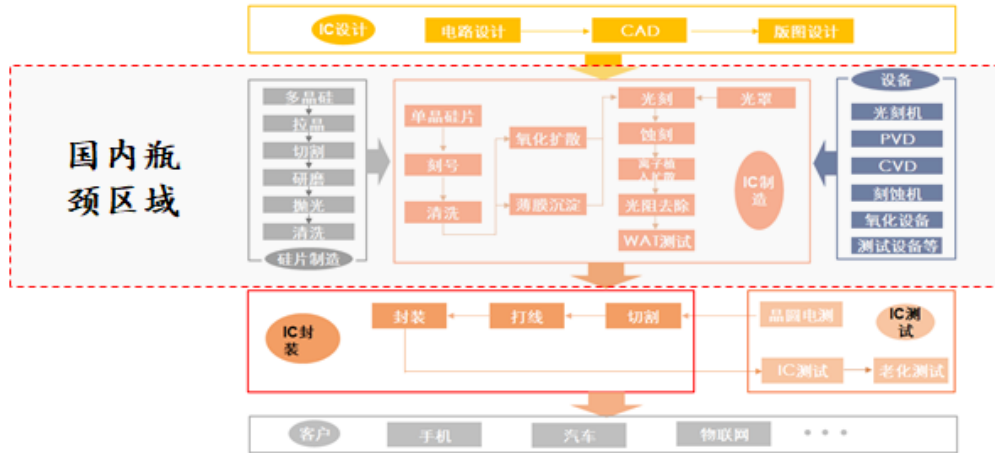 IC设计
电路设计
CAD
版图设计
国内瓶
颈区域
多晶硅
拉晶
切割
研磨
抛光
清洗
硅片制造
单晶硅片
刻号
清洗
氧化扩散
薄膜沉淀
光刻
光罩
蚀刻
离子植
入扩散
光阻去除
WAT测试
IC制
造
设备
光刻机
PVD
CVD
刻蚀机
氧化设备
测试设备等
IC封
装
封装
打线
切割
晶圆电测
IC测
试
IC测试
老化测试
客户
手机
汽车
物联网
• • •